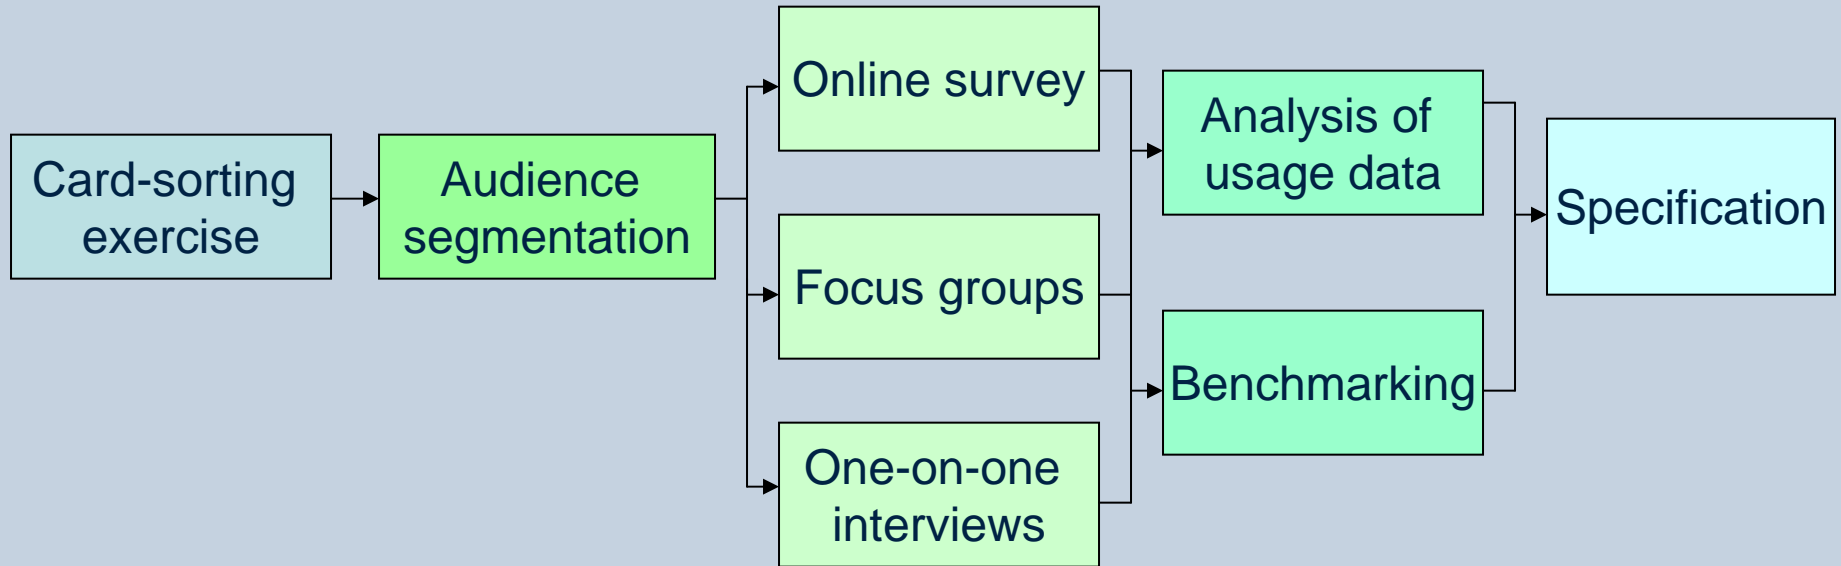 Card-sorting
exercise
Audience
segmentation
Online survey
Focus groups
One-on-one
interviews
Analysis of
usage data
Benchmarking
Specification